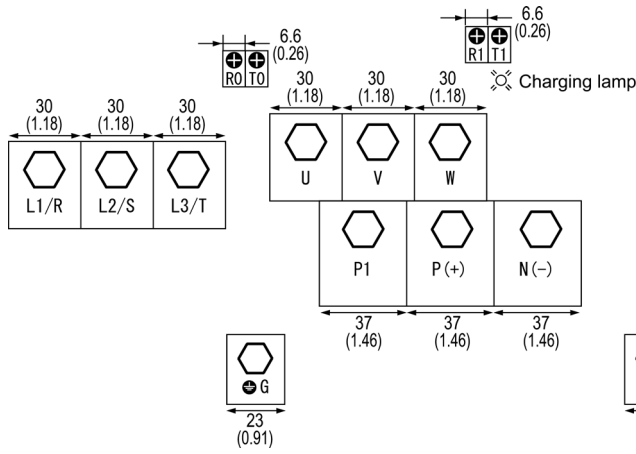 6.6
(0.26)
R0 T0
6.6
(0.26)
R1 T1
Charging lamp
30
(1.18)
30
(1.18)
30
(1.18)
U
V
W
30
(1.18)
30
(1.18)
30
(1.18)
L1/R
L2/S
L3/T
P1
P(+)
N(-)
37
(1.46)
37
(1.46)
37
(1.46)
G
23
(0.91)